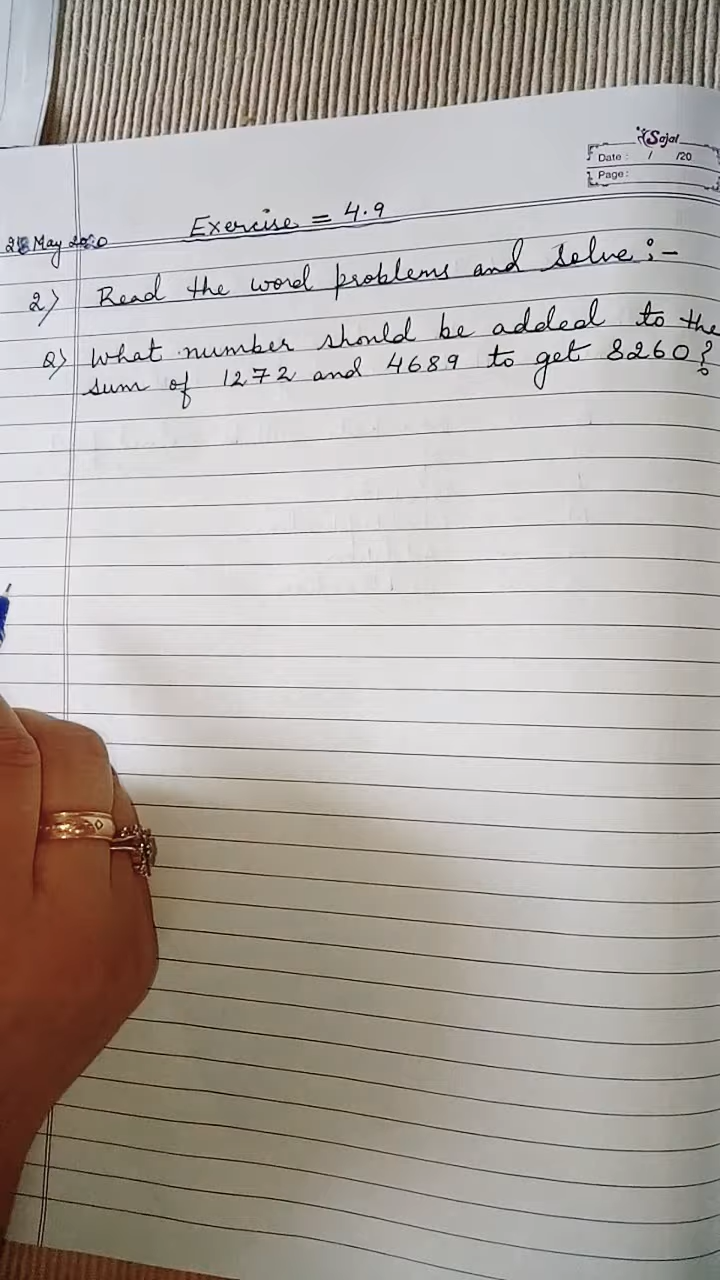 Sajal
Date : / /20
Page:
Exercise = 4.9
May 2020
2) Read the word problems and solve :-
Q) What number should be added to the
sum of 1272 and 4689 to get 8260?